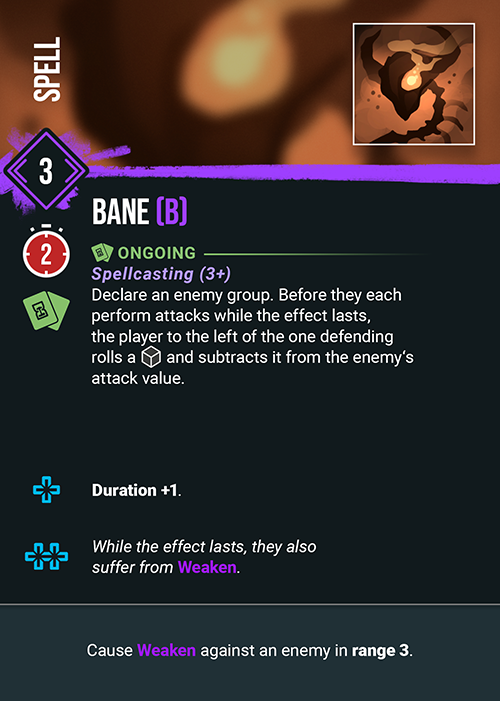 SPELL
3
BANE (B)
2
ONGOING
Spellcasting (3+)
Declare an enemy group. Before they each
perform attacks while the effect lasts,
the player to the left of the one defending
rolls a and subtracts it from the enemy‘s
attack value.
Duration +1.
While the effect lasts, they also
suffer from Weaken.
Cause Weaken against an enemy in range 3.